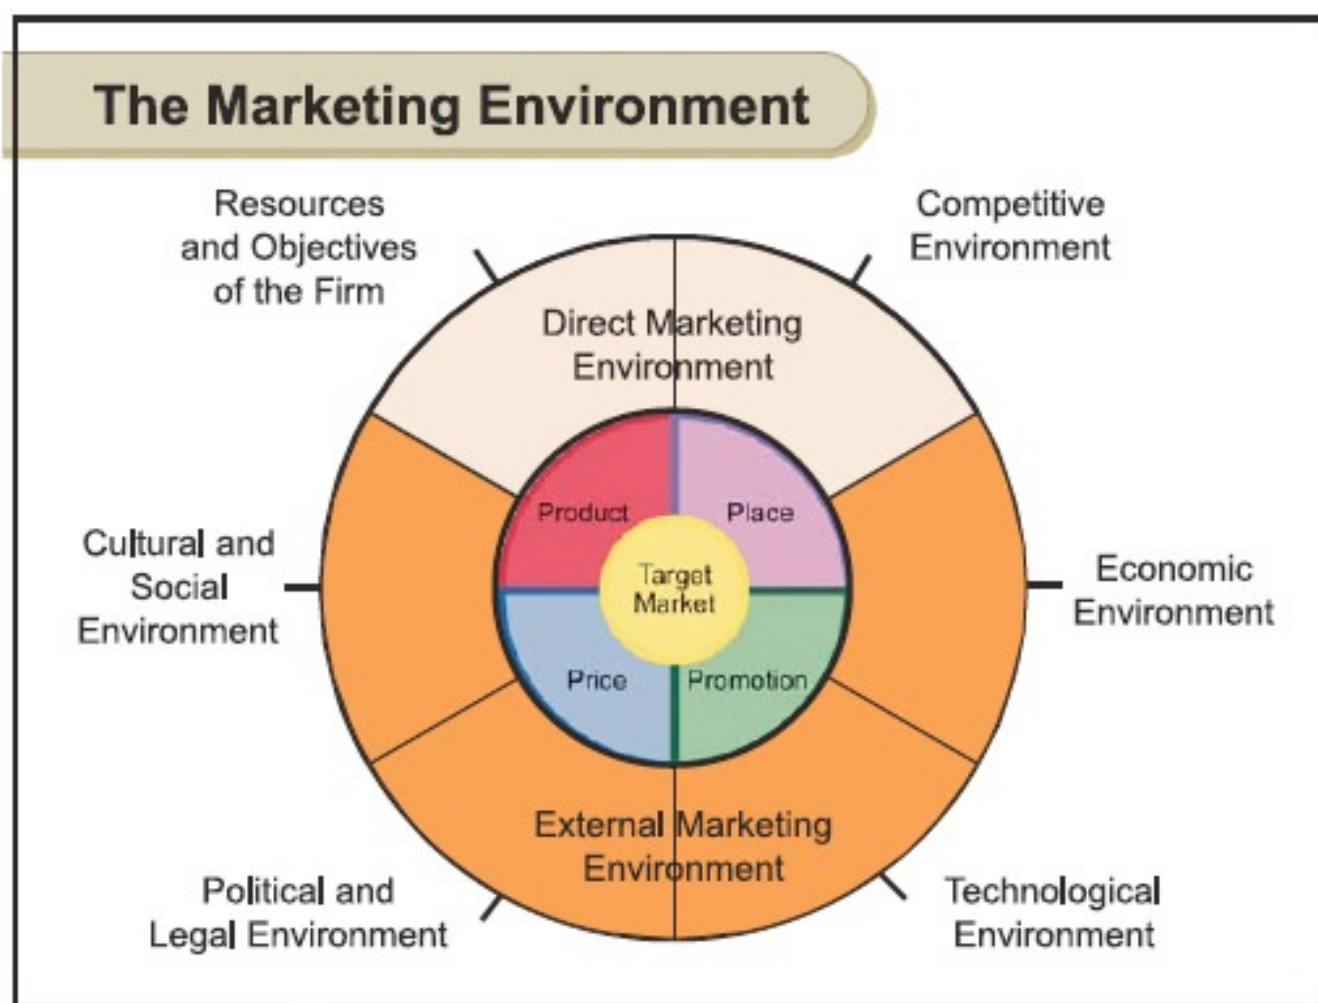 The Marketing Environment
Resources
and Objectives
of the Firm
Competitive
Environment
Direct Marketing
Environment
Product
Place
Target
Market
Price
Promotion
Cultural and
Social
Environment
Economic
Environment
External Marketing
Environment
Political and
Legal Environment
Technological
Environment